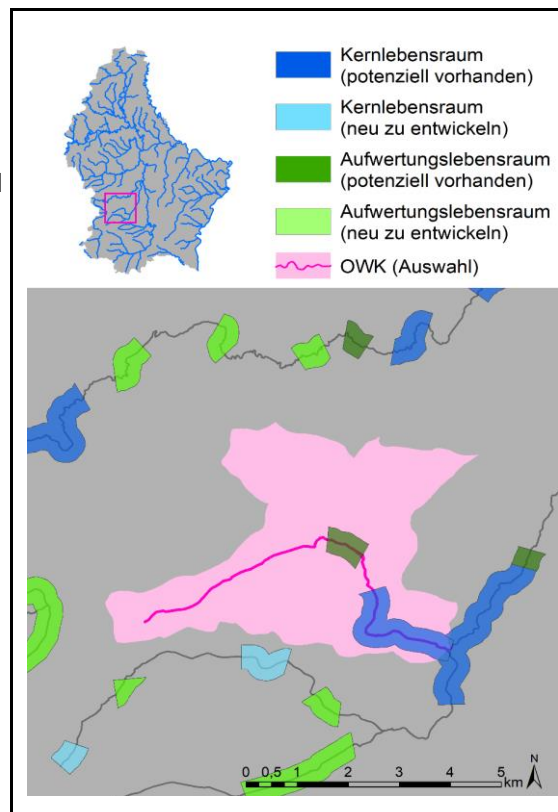 Kernlebensraum
(potenziell vorhanden)
Kernlebensraum
(neu zu entwickeln)
Aufwertungslebensraum
(potenziell vorhanden)
Aufwertungslebensraum
(neu zu entwickeln)
OWK (Auswahl)
0 0,5 1 2 3 4 5
km
N